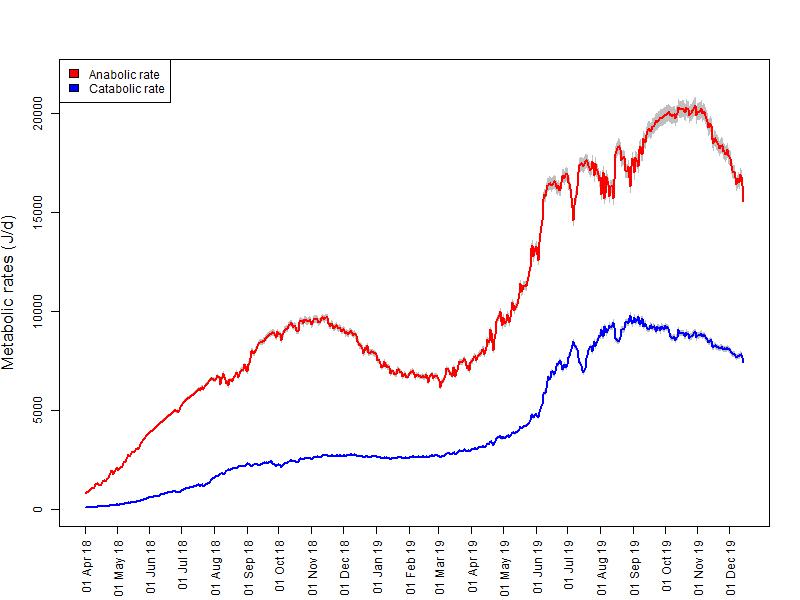 Anabolic rate
Catabolic rate
Metabolic rates (J/d)
20000
15000
10000
5000
0
01 Apr 18
01 May 18
01 Jun 18
01 Jul 18
01 Aug 18
01 Sep 18
01 Oct 18
01 Nov 18
01 Dec 18
01 Jan 19
01 Feb 19
01 Mar 19
01 Apr 19
01 May 19
01 Jun 19
01 Jul 19
01 Aug 19
01 Sep 19
01 Oct 19
01 Nov 19
01 Dec 19